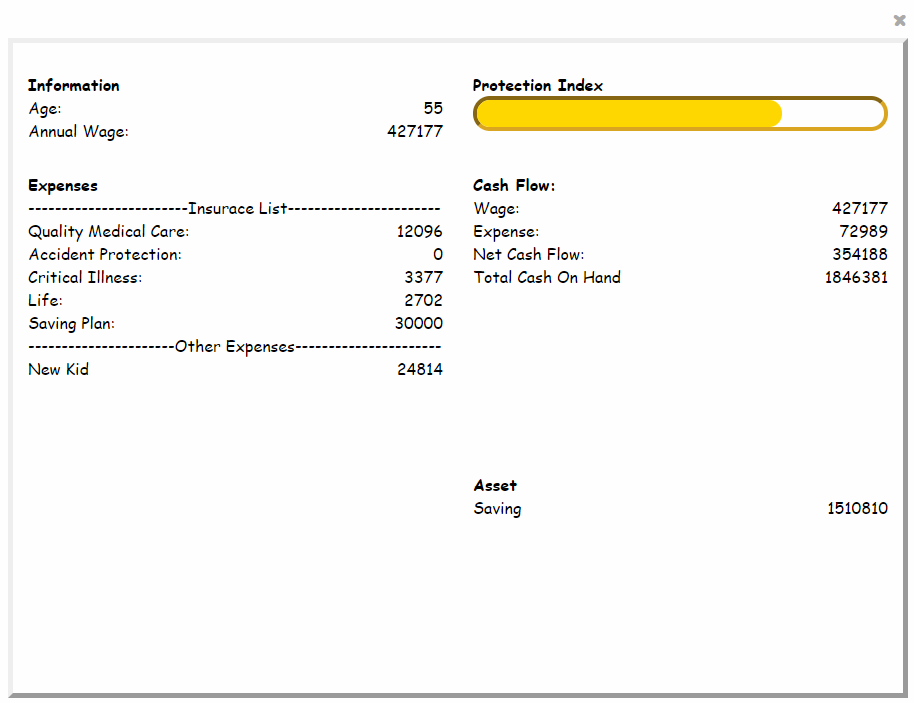 Information
Age: 55
Annual Wage: 427177
Expenses
------------------------Insurace List-----------------------
Quality Medical Care: 12096
Accident Protection: 0
Critical Illness: 3377
Life: 2702
Saving Plan: 30000
----------------------Other Expenses----------------------
New Kid 24814
Protection Index
Cash Flow:
Wage: 427177
Expense: 72989
Net Cash Flow: 354188
Total Cash On Hand 1846381
Asset
Saving 1510810